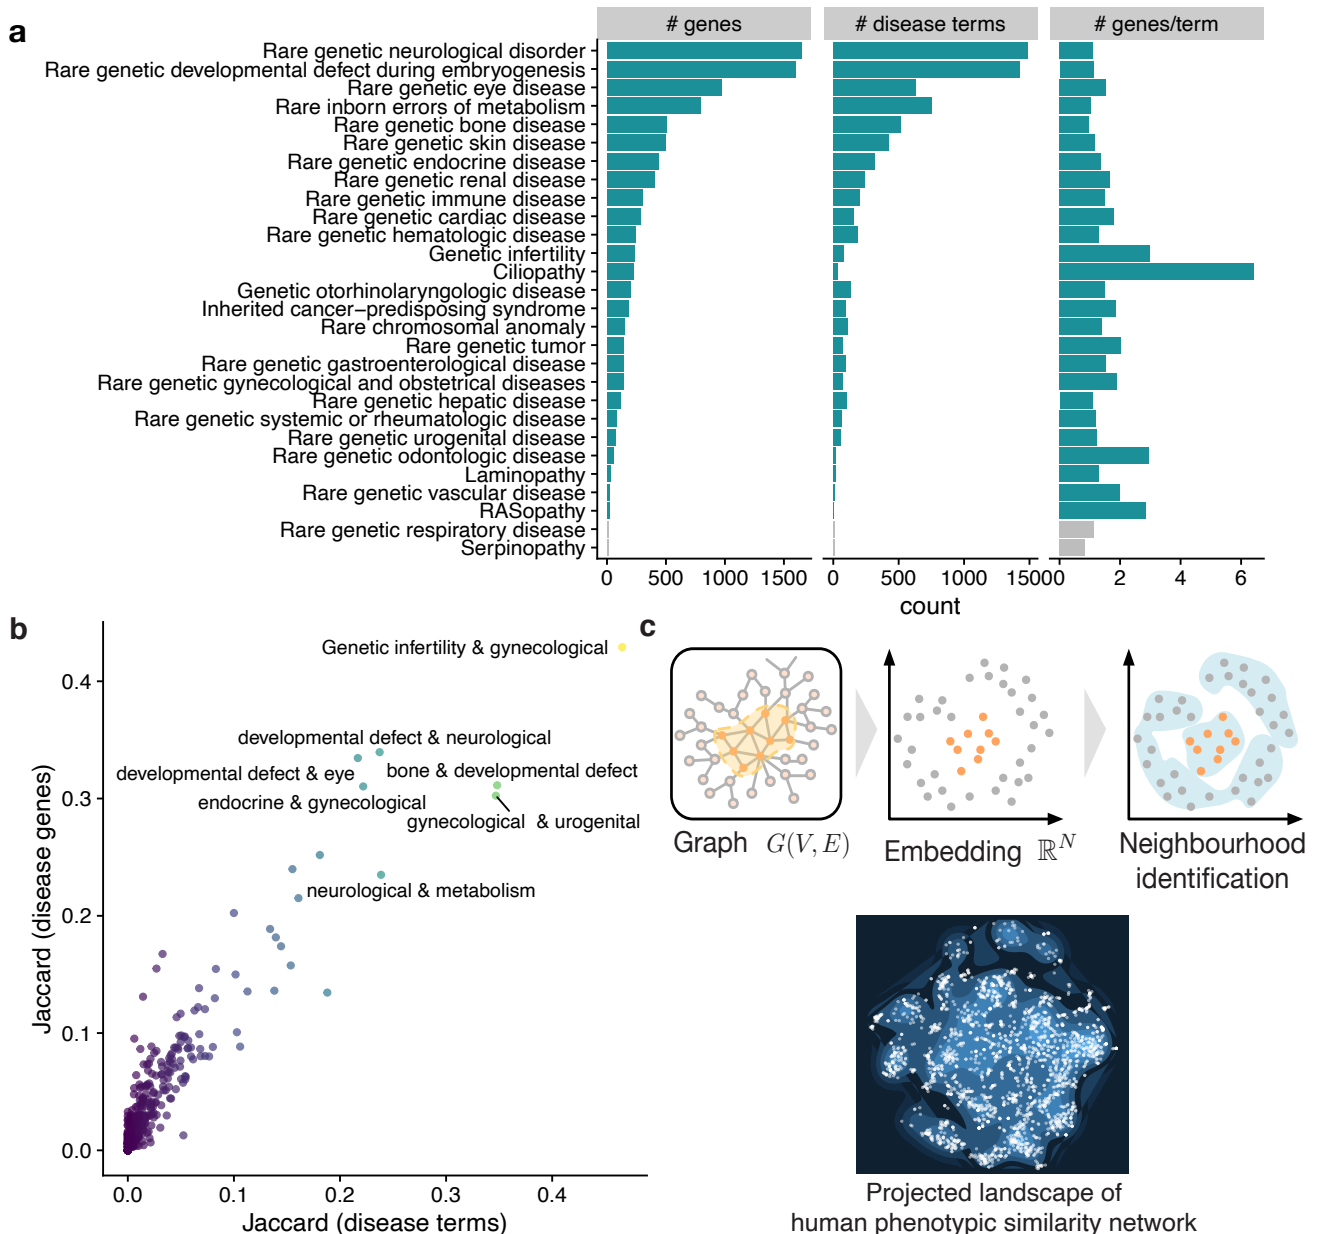 a
# genes
# disease terms
# genes/term
Rare genetic neurological disorder
Rare genetic developmental defect during embryogenesis
Rare genetic eye disease
Rare inborn errors of metabolism
Rare genetic bone disease
Rare genetic skin disease
Rare genetic endocrine disease
Rare genetic renal disease
Rare genetic immune disease
Rare genetic cardiac disease
Rare genetic hematologic disease
Genetic infertility
Ciliopathy
Genetic otorhinolaryngologic disease
Inherited cancer−predisposing syndrome
Rare chromosomal anomaly
Rare genetic tumor
Rare genetic gastroenterological disease
Rare genetic gynecological and obstetrical diseases
Rare genetic hepatic disease
Rare genetic systemic or rheumatologic disease
Rare genetic urogenital disease
Rare genetic odontologic disease
Laminopathy
Rare genetic vascular disease
RASopathy
Rare genetic respiratory disease
Serpinopathy
0 500 1000 1500
0 500 1000 1500
0 2 4 6
count
b
Genetic infertility & gynecological
developmental defect & neurological
developmental defect & eye
bone & developmental defect
endocrine & gynecological
gynecological & urogenital
neurological & metabolism
0.4
0.3
0.2
0.1
0.0
Jaccard (disease genes)
0.0 0.1 0.2 0.3 0.4
Jaccard (disease terms)
c
Graph G(V, E)
Embedding ℝ^N
Neighbourhood
identification
Projected landscape of
human phenotypic similarity network